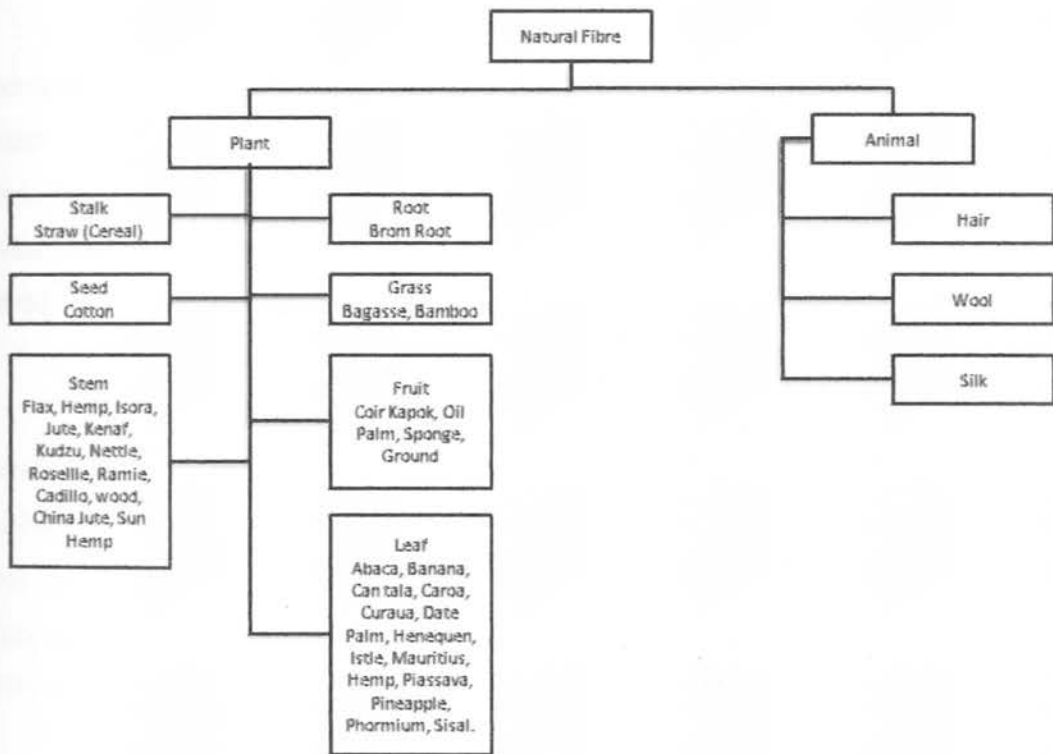 Natural Fibre
Plant
Animal
Stalk
Straw (Cereal)
Root
Brom Root
Hair
Seed
Cotton
Grass
Bagasse, Bamboo
Wool
Stem
Flax, Hemp, Isora,
Jute, Kenaf,
Kudzu, Nettle,
Rosellle, Ramie,
Cadillo, wood,
China Jute, Sun
Hemp
Fruit
Coir Kapok, Oil
Palm, Sponge,
Ground
Silk
Leaf
Abaca, Banana,
Cantala, Caroa,
Curaua, Date
Palm, Henequen,
Istle, Mauritius,
Hemp, Piassava,
Pineapple,
Phormium, Sisal.